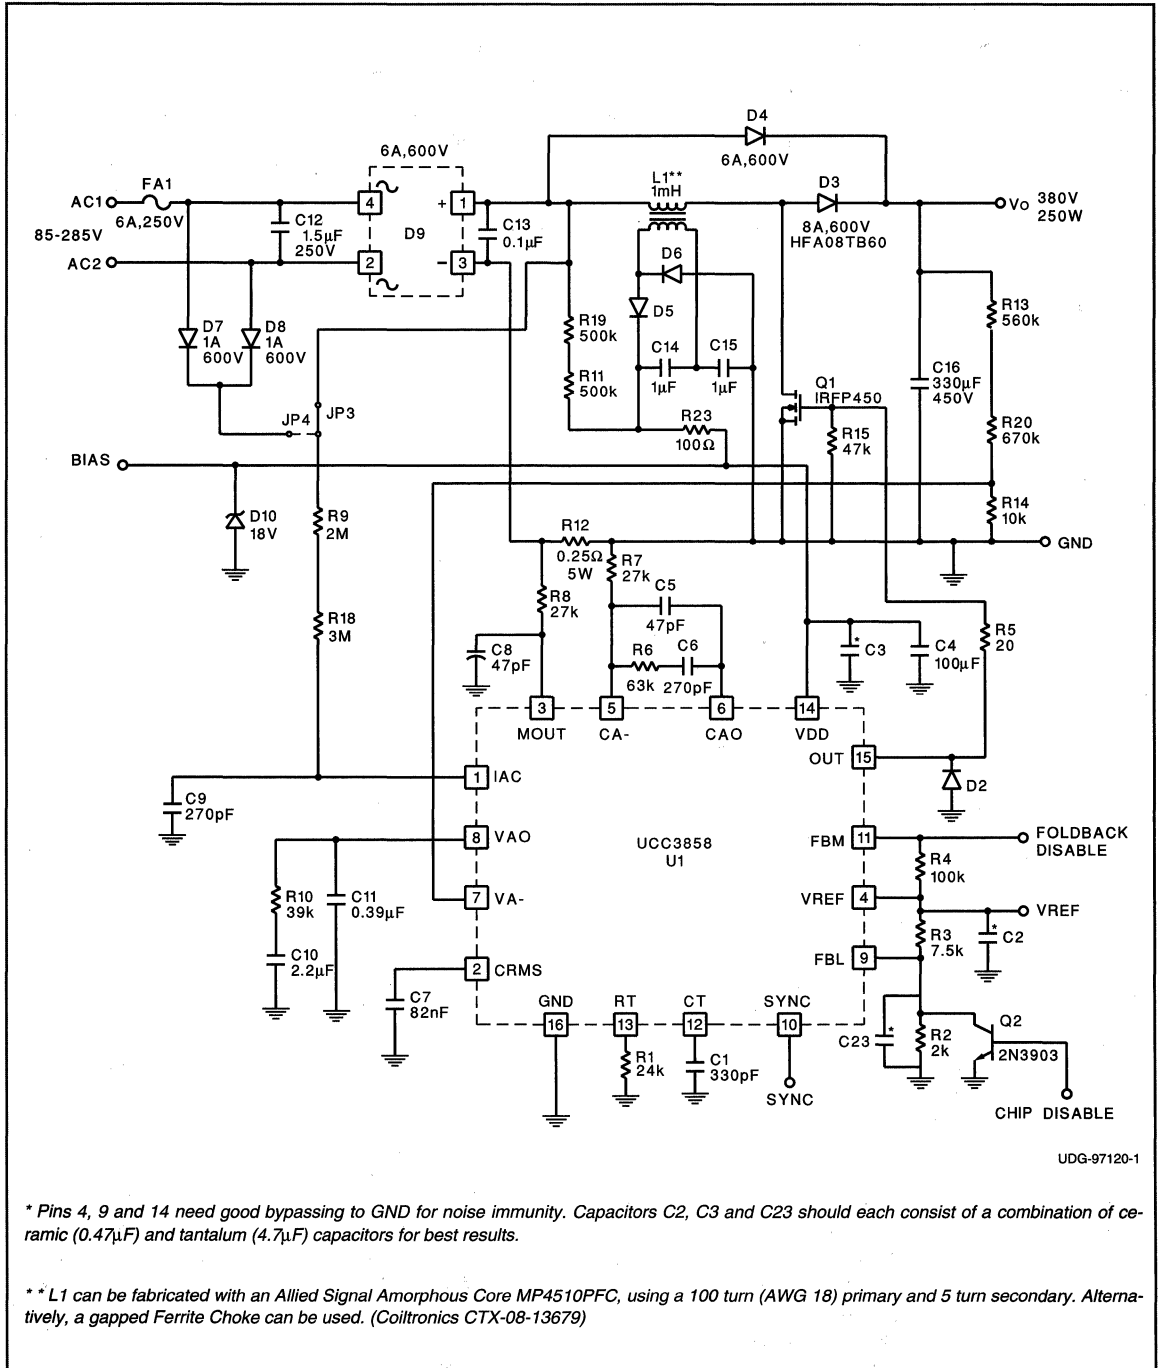 D4
6A,600V
6A,600V
FA1
AC1
6A,250V
85-285V
AC2
C12
1.5µF
250V
4
1
+
D9
2
3
−
C13
0.1µF
L1**
1mH
D3
8A,600V
HFA08TB60
VO 380V
250W
D6
D5
D7
1A
600V
D8
1A
600V
R19
500k
R11
500k
C14
1µF
C15
1µF
R13
560k
C16
330µF
450V
Q1
IRFP450
R15
47k
R20
670k
JP4
JP3
R23
100Ω
BIAS
D10
18V
R9
2M
R14
10k
R12
0.25Ω
5W
R7
27k
GND
R8
27k
C5
47pF
R18
3M
C8
47pF
R6
63k
C6
270pF
* C3
C4
100µF
R5
20
3
5
6
14
MOUT
CA-
CAO
VDD
OUT
15
D2
1
IAC
C9
270pF
8
VAO
UCC3858
U1
FBM
11
FOLDBACK
DISABLE
R4
100k
R10
39k
C11
0.39µF
7
VA-
VREF
4
VREF
R3
7.5k
* C2
C10
2.2µF
2
CRMS
FBL
9
C7
82nF
GND
RT
CT
SYNC
16
13
12
10
R1
24k
C1
330pF
SYNC
C23 *
R2
2k
Q2
2N3903
CHIP DISABLE
UDG-97120-1
* Pins 4, 9 and 14 need good bypassing to GND for noise immunity. Capacitors C2, C3 and C23 should each consist of a combination of ce-
ramic (0.47µF) and tantalum (4.7µF) capacitors for best results.
* * L1 can be fabricated with an Allied Signal Amorphous Core MP4510PFC, using a 100 turn (AWG 18) primary and 5 turn secondary. Alterna-
tively, a gapped Ferrite Choke can be used. (Coiltronics CTX-08-13679)